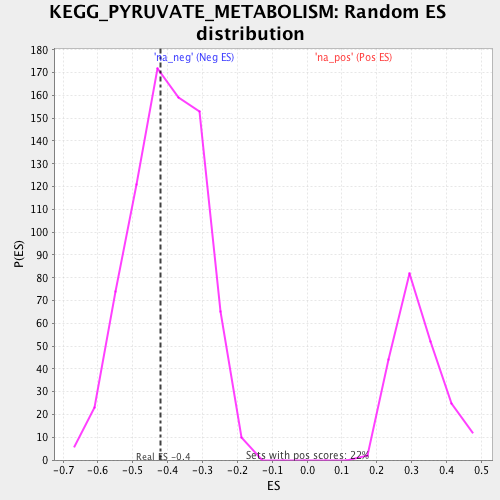 KEGG_PYRUVATE_METABOLISM: Random ES
distribution
'na_neg' (Neg ES)
'na_pos' (Pos ES)
180
170
160
150
140
130
120
110
100
90
80
70
60
50
40
30
20
10
0
P(ES)
Real ES -0.4
Sets with pos scores: 22%
-0.7 -0.6 -0.5 -0.4 -0.3 -0.2 -0.1 0.0 0.1 0.2 0.3 0.4 0.5
ES